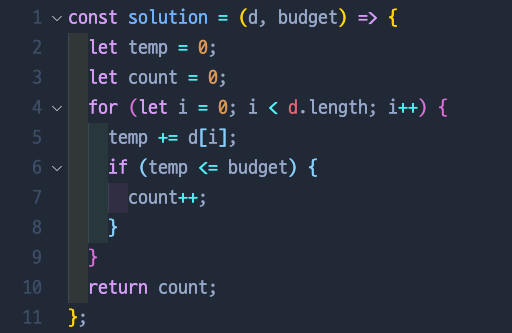 1 const solution = (d, budget) => {
2 let temp = 0;
3 let count = 0;
4 for (let i = 0; i < d.length; i++) {
5 temp += d[i];
6 if (temp <= budget) {
7 count++;
8 }
9 }
10 return count;
11 };